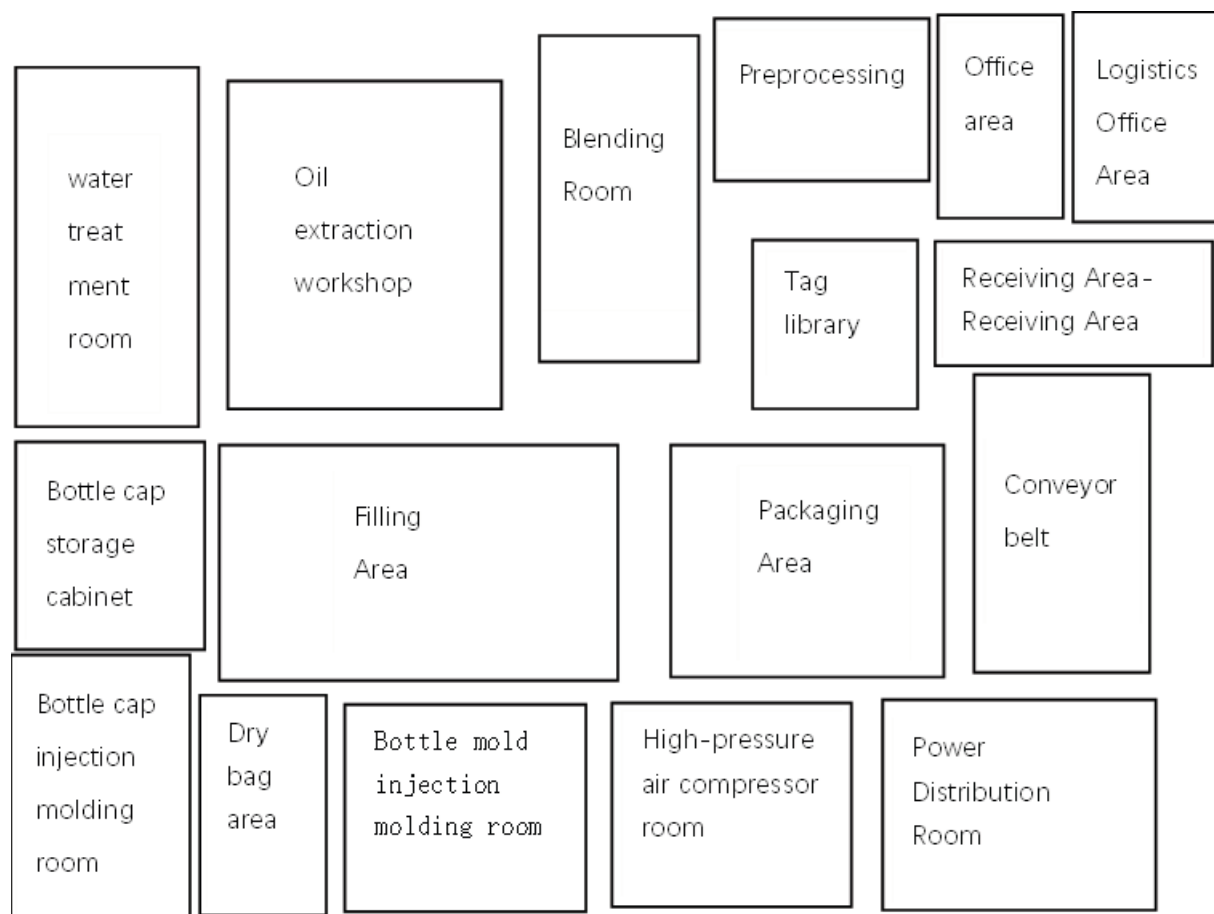 water
treat
ment
room
Oil
extraction
workshop
Blending
Room
Preprocessing
Office
area
Logistics
Office
Area
Tag
library
Receiving Area-
Receiving Area
Bottle cap
storage
cabinet
Filling
Area
Packaging
Area
Conveyor
belt
Bottle cap
injection
molding
room
Dry
bag
area
Bottle mold
injection
molding room
High-pressure
air compressor
room
Power
Distribution
Room